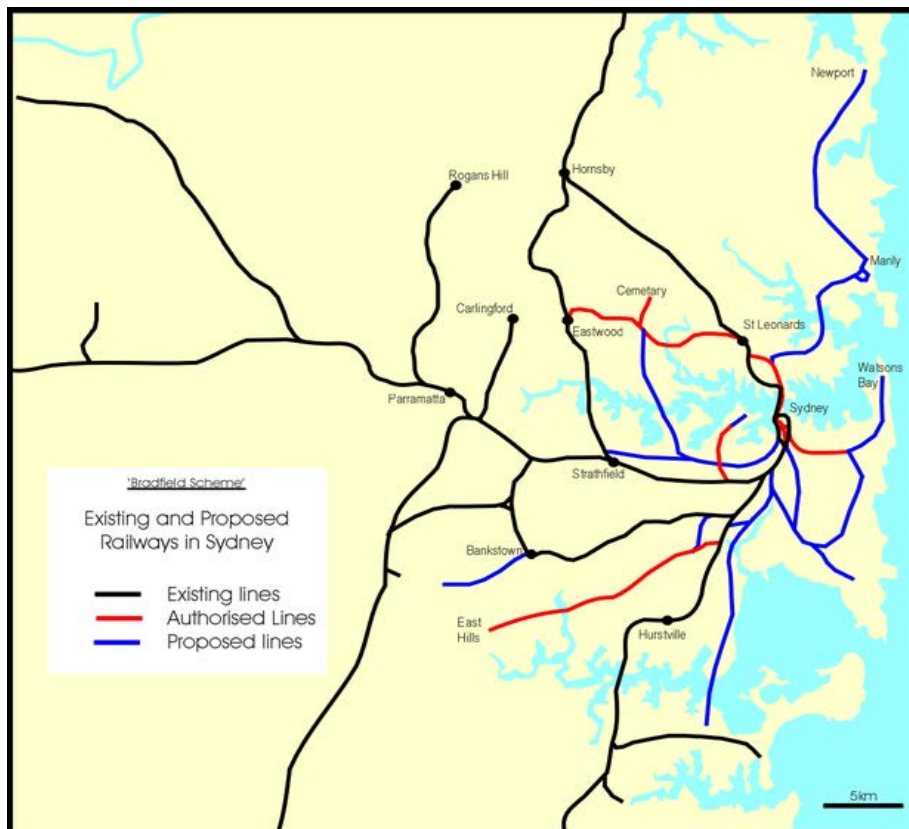 Newport
Hornsby
Rogans Hill
Manly
Cemetary
Carlingford
Eastwood
St Leonards
Watsons
Bay
Parramatta
Sydney
Strathfield
'Bradfield Scheme'
Existing and Proposed
Railways in Sydney
Bankstown
Existing lines
Authorised Lines
Proposed lines
East
Hills
Hurstville
5km